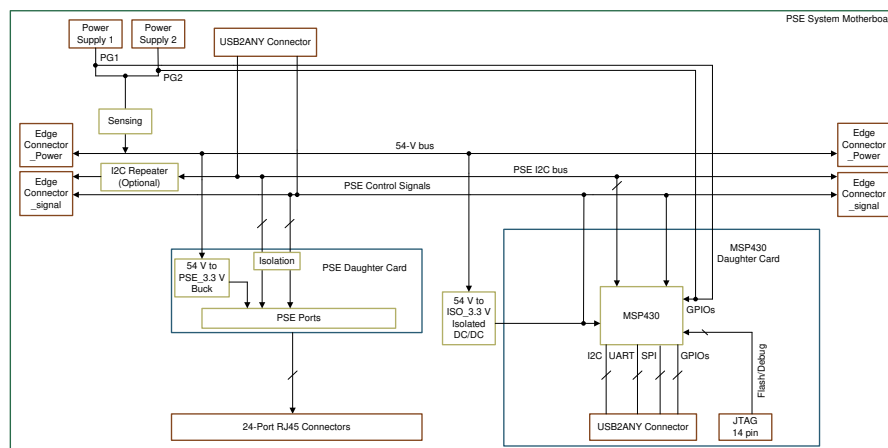 PSE System Motherboard
Power
Supply 1
Power
Supply 2
USB2ANY Connector
PG1
PG2
Sensing
Edge
Connector
_Power
54-V bus
Edge
Connector
_Power
I2C Repeater
(Optional)
PSE I2C bus
Edge
Connector
_signal
PSE Control Signals
Edge
Connector
_signal
MSP430
Daughter Card
54 V to
PSE_3.3 V
Buck
Isolation
PSE Daughter Card
PSE Ports
54 V to
ISO_3.3 V
Isolated
DC/DC
MSP430
GPIOs
I2C
UART
SPI
GPIOs
Flash/Debug
24-Port RJ45 Connectors
USB2ANY Connector
JTAG
14 pin